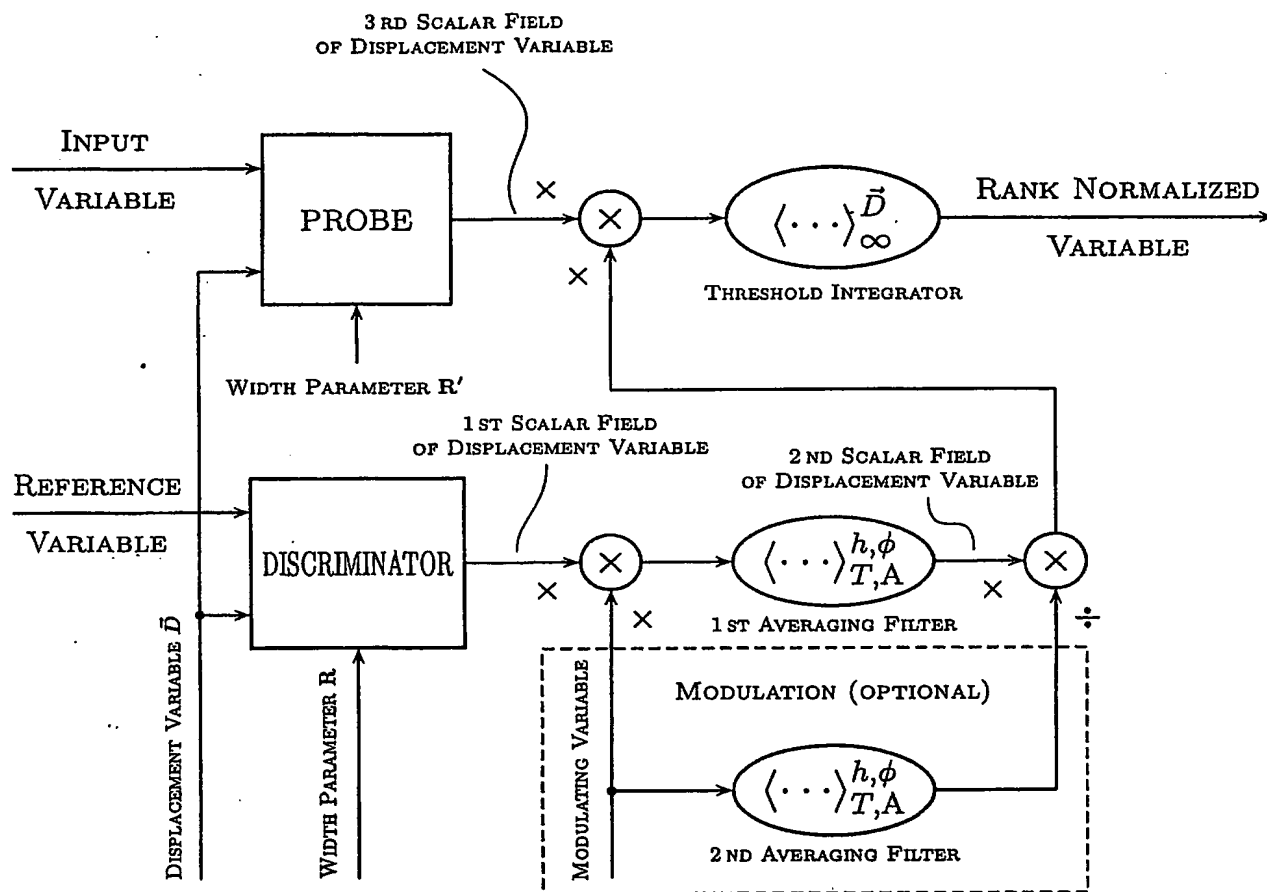 3 RD SCALAR FIELD
OF DISPLACEMENT VARIABLE
INPUT
VARIABLE
PROBE
×
×
×
⟨···⟩_∞^{D⃗}
THRESHOLD INTEGRATOR
RANK NORMALIZED
VARIABLE
WIDTH PARAMETER R′
1 ST SCALAR FIELD
OF DISPLACEMENT VARIABLE
2 ND SCALAR FIELD
OF DISPLACEMENT VARIABLE
REFERENCE
VARIABLE
DISCRIMINATOR
×
×
×
⟨···⟩_{T,A}^{h,ϕ}
1 ST AVERAGING FILTER
×
×
÷
DISPLACEMENT VARIABLE D⃗
WIDTH PARAMETER R
MODULATING VARIABLE
MODULATION (OPTIONAL)
⟨···⟩_{T,A}^{h,ϕ}
2 ND AVERAGING FILTER